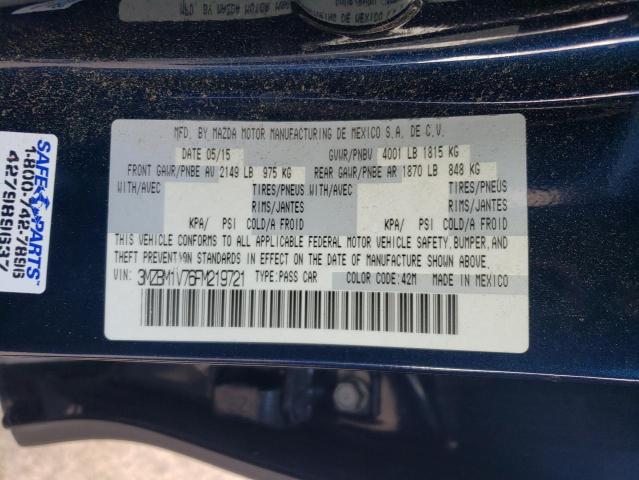 MFD. BY MAZDA MOTOR MANUFACTURING DE MEXICO S.A. DE C.V.
DATE 05/15 GVWR/PNBV 4001 LB 1815 KG
FRONT GAWR/PNBE AV 2149 LB 975 KG REAR GAWR/PNBE AR 1870 LB 848 KG
WITH/AVEC TIRES/PNEUS WITH/AVEC TIRES/PNEUS
RIMS/JANTES RIMS/JANTES
KPA/ PSI COLD/A FROID KPA/ PSI COLD/A FROID
THIS VEHICLE CONFORMS TO ALL APPLICABLE FEDERAL MOTOR VEHICLE SAFETY, BUMPER, AND
THEFT PREVENTION STANDARDS IN EFFECT ON THE DATE OF MANUFACTURE SHOWN ABOVE.
VIN: 3MZBM1V76FM219721 TYPE: PASS CAR COLOR CODE: 42M MADE IN MEXICO
SAFE PARTS
1-800-742-7896